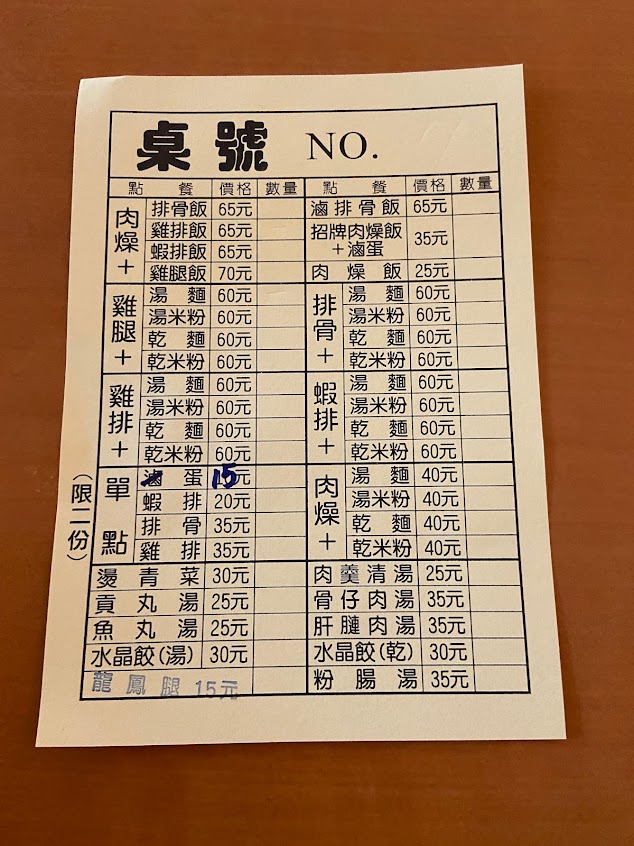 桌號 NO.
點餐 價格 數量 點餐 價格 數量
肉燥+
排骨飯 65元
雞排飯 65元
蝦排飯 65元
雞腿飯 70元
滷排骨飯 65元
招牌肉燥飯
+滷蛋 35元
肉燥飯 25元
雞腿+
湯麵 60元
湯米粉 60元
乾麵 60元
乾米粉 60元
排骨+
湯麵 60元
湯米粉 60元
乾麵 60元
乾米粉 60元
雞排+
湯麵 60元
湯米粉 60元
乾麵 60元
乾米粉 60元
蝦排+
湯麵 60元
湯米粉 60元
乾麵 60元
乾米粉 60元
(限二份)
單點
滷蛋 15元
蝦排 20元
排骨 35元
雞排 35元
肉燥+
湯麵 40元
湯米粉 40元
乾麵 40元
乾米粉 40元
燙青菜 30元
貢丸湯 25元
魚丸湯 25元
水晶餃(湯) 30元
龍鳳腿 15元
肉羹清湯 25元
骨仔肉湯 35元
肝腱肉湯 35元
水晶餃(乾) 30元
粉腸湯 35元